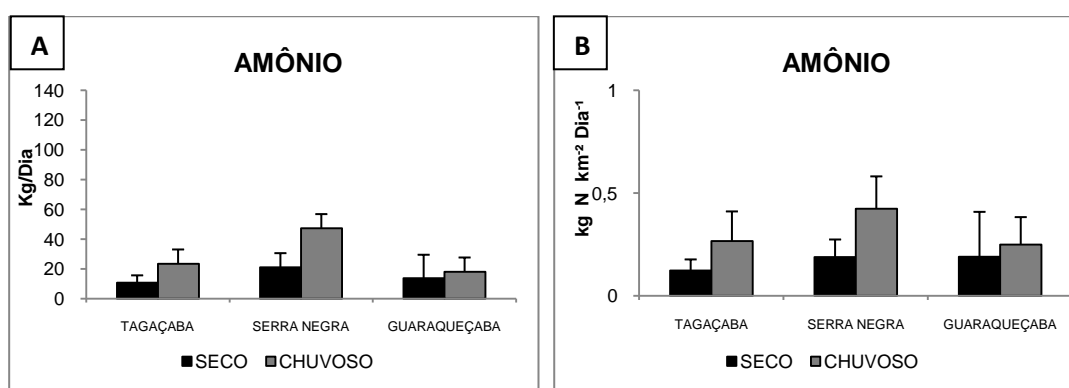 A
AMÔNIO
140
120
100
80
60
40
20
0
Kg/Dia
TAGAÇABA SERRA NEGRA GUARAQUEÇABA
SECO CHUVOSO
B
AMÔNIO
1
0,5
0
kg N km⁻² Dia⁻¹
TAGAÇABA SERRA NEGRA GUARAQUEÇABA
SECO CHUVOSO